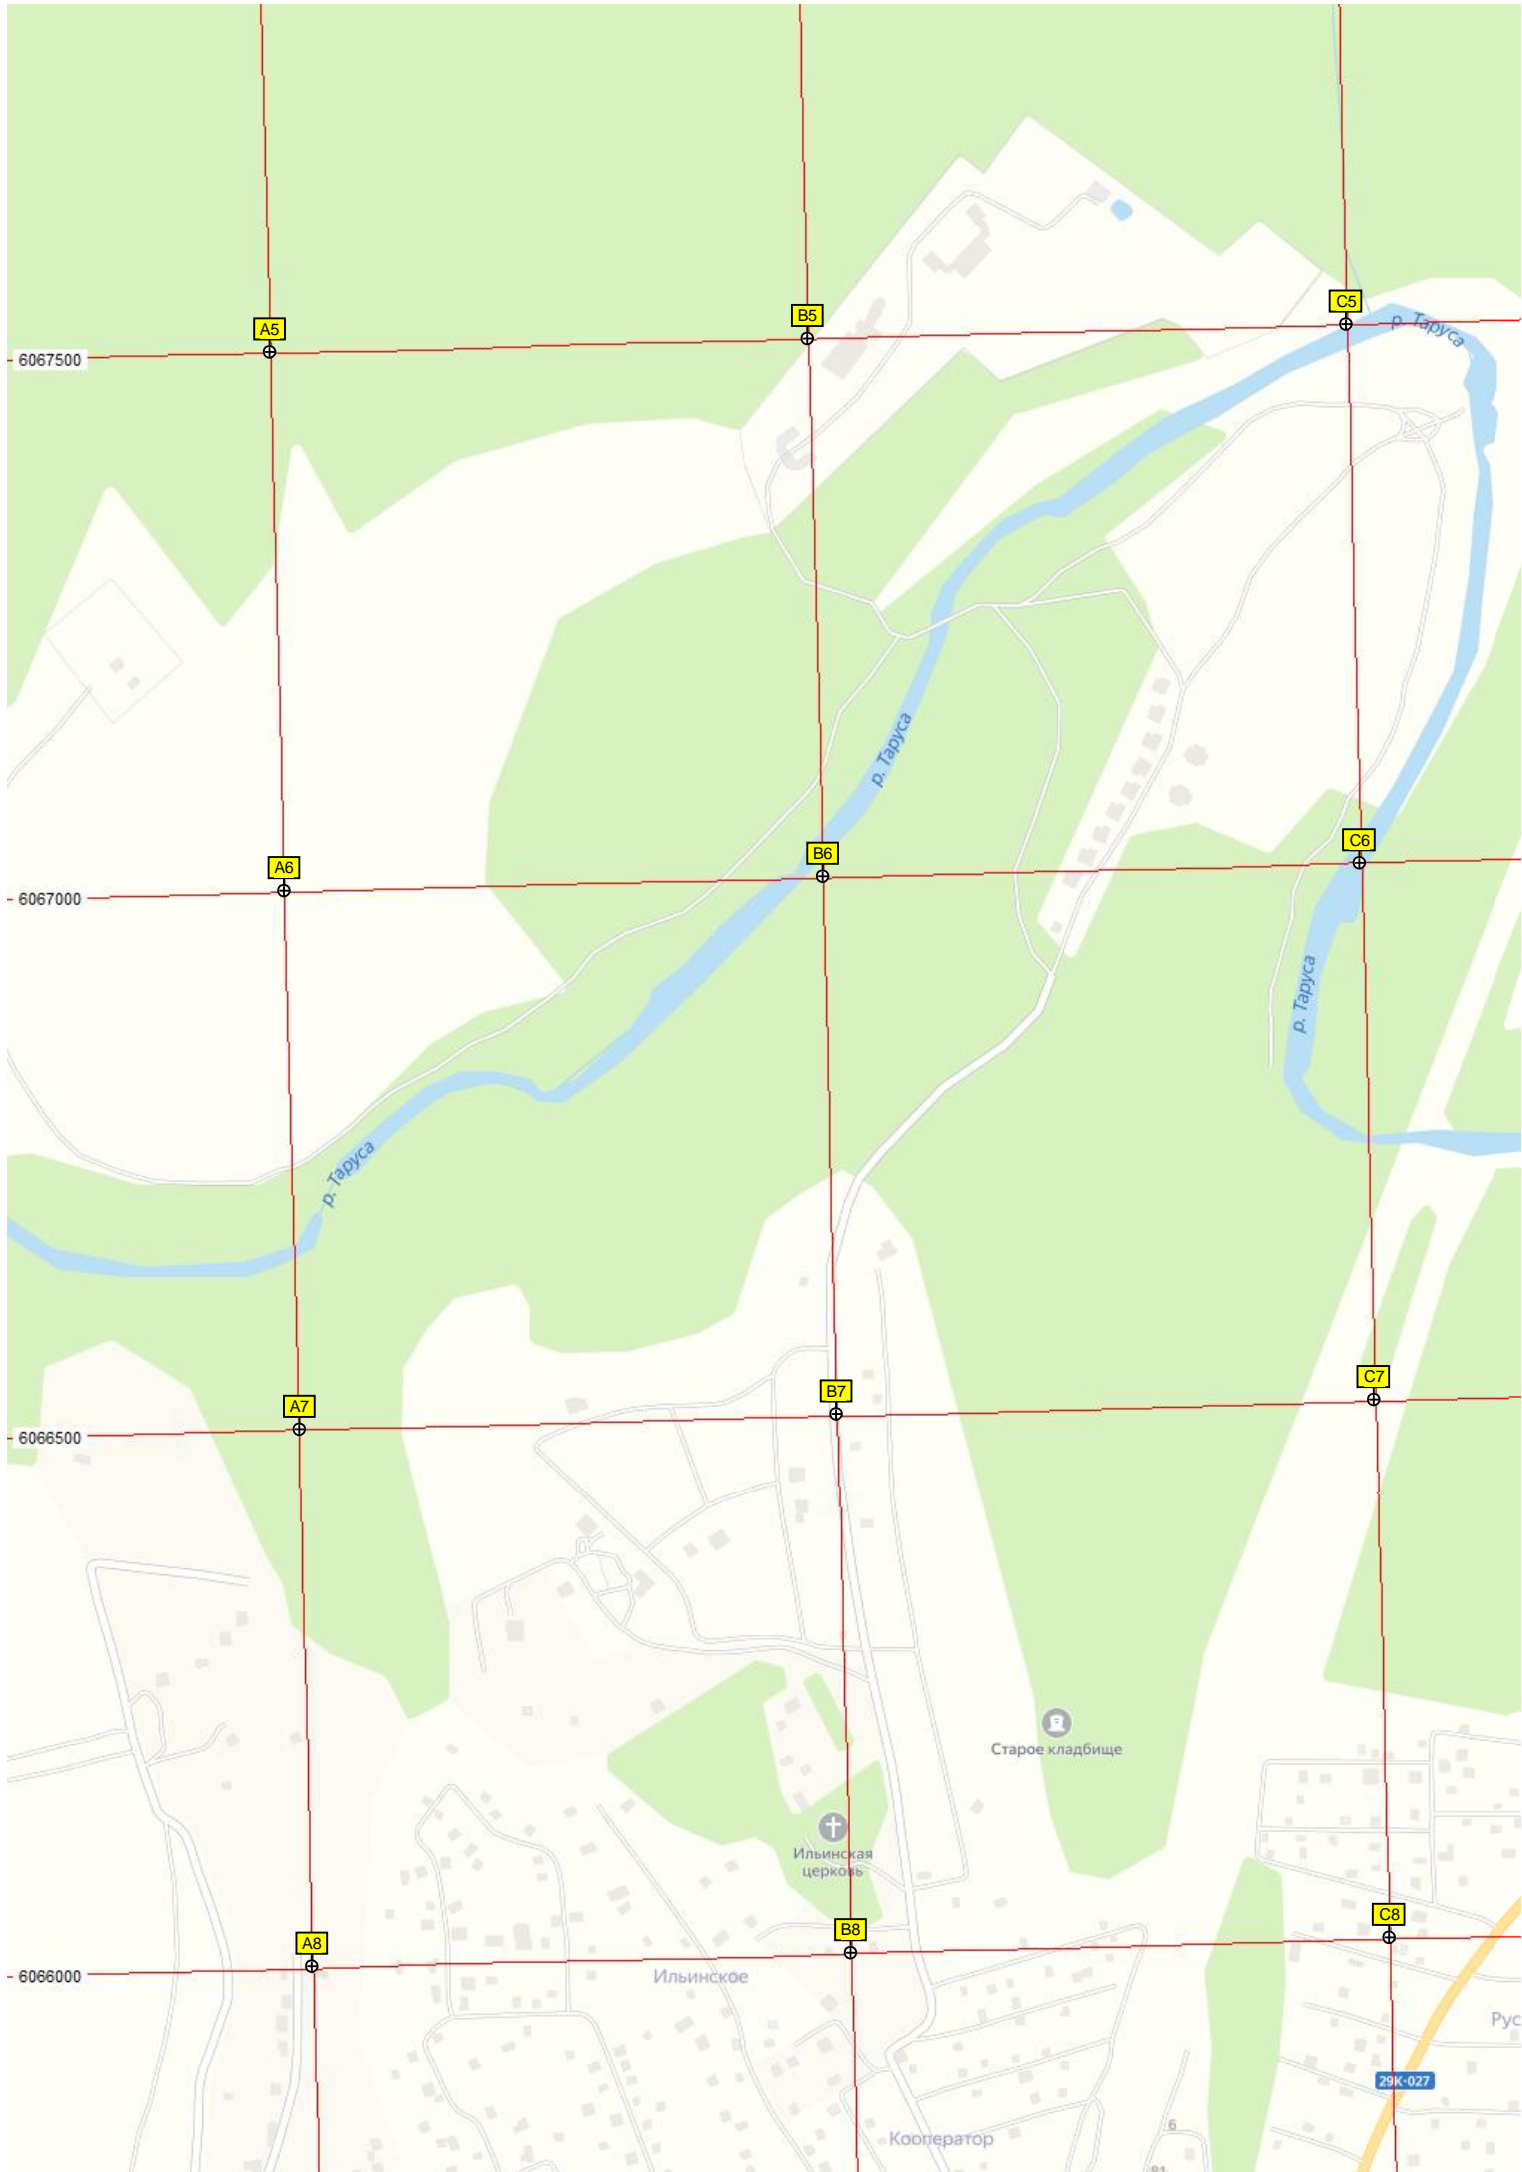 C5
B5
р. Таруса
A5
6067500
р. Таруса
C6
B6
A6
6067000
р. Таруса
р. Таруса
C7
B7
A7
6066500
Старое кладбище
Ильинская
церковь
C8
B8
A8
6066000
Ильинское
Рус
29К-027
6
Кооператор